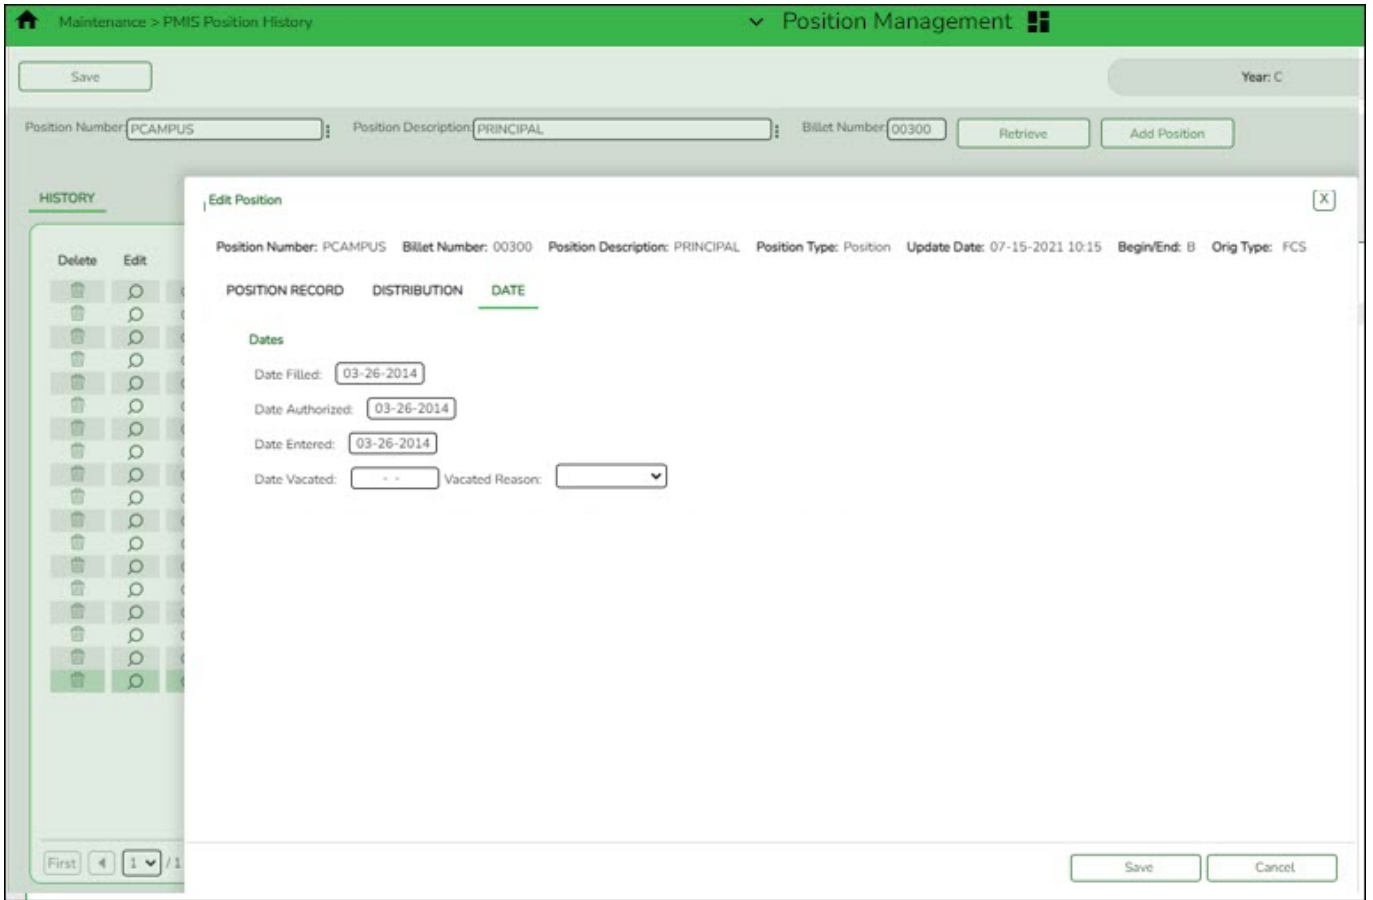 Maintenance > PMIS Position History
Position Management
Save
Year: C
Position Number: PCAMPUS
Position Description: PRINCIPAL
Billet Number: 00300
Retrieve
Add Position
HISTORY
Delete Edit
First
1
/ 1
Edit Position
X
Position Number: PCAMPUS Billet Number: 00300 Position Description: PRINCIPAL Position Type: Position Update Date: 07-15-2021 10:15 Begin/End: B Orig Type: FCS
POSITION RECORD DISTRIBUTION DATE
Dates
Date Filled: 03-26-2014
Date Authorized: 03-26-2014
Date Entered: 03-26-2014
Date Vacated: - - Vacated Reason:
Save Cancel